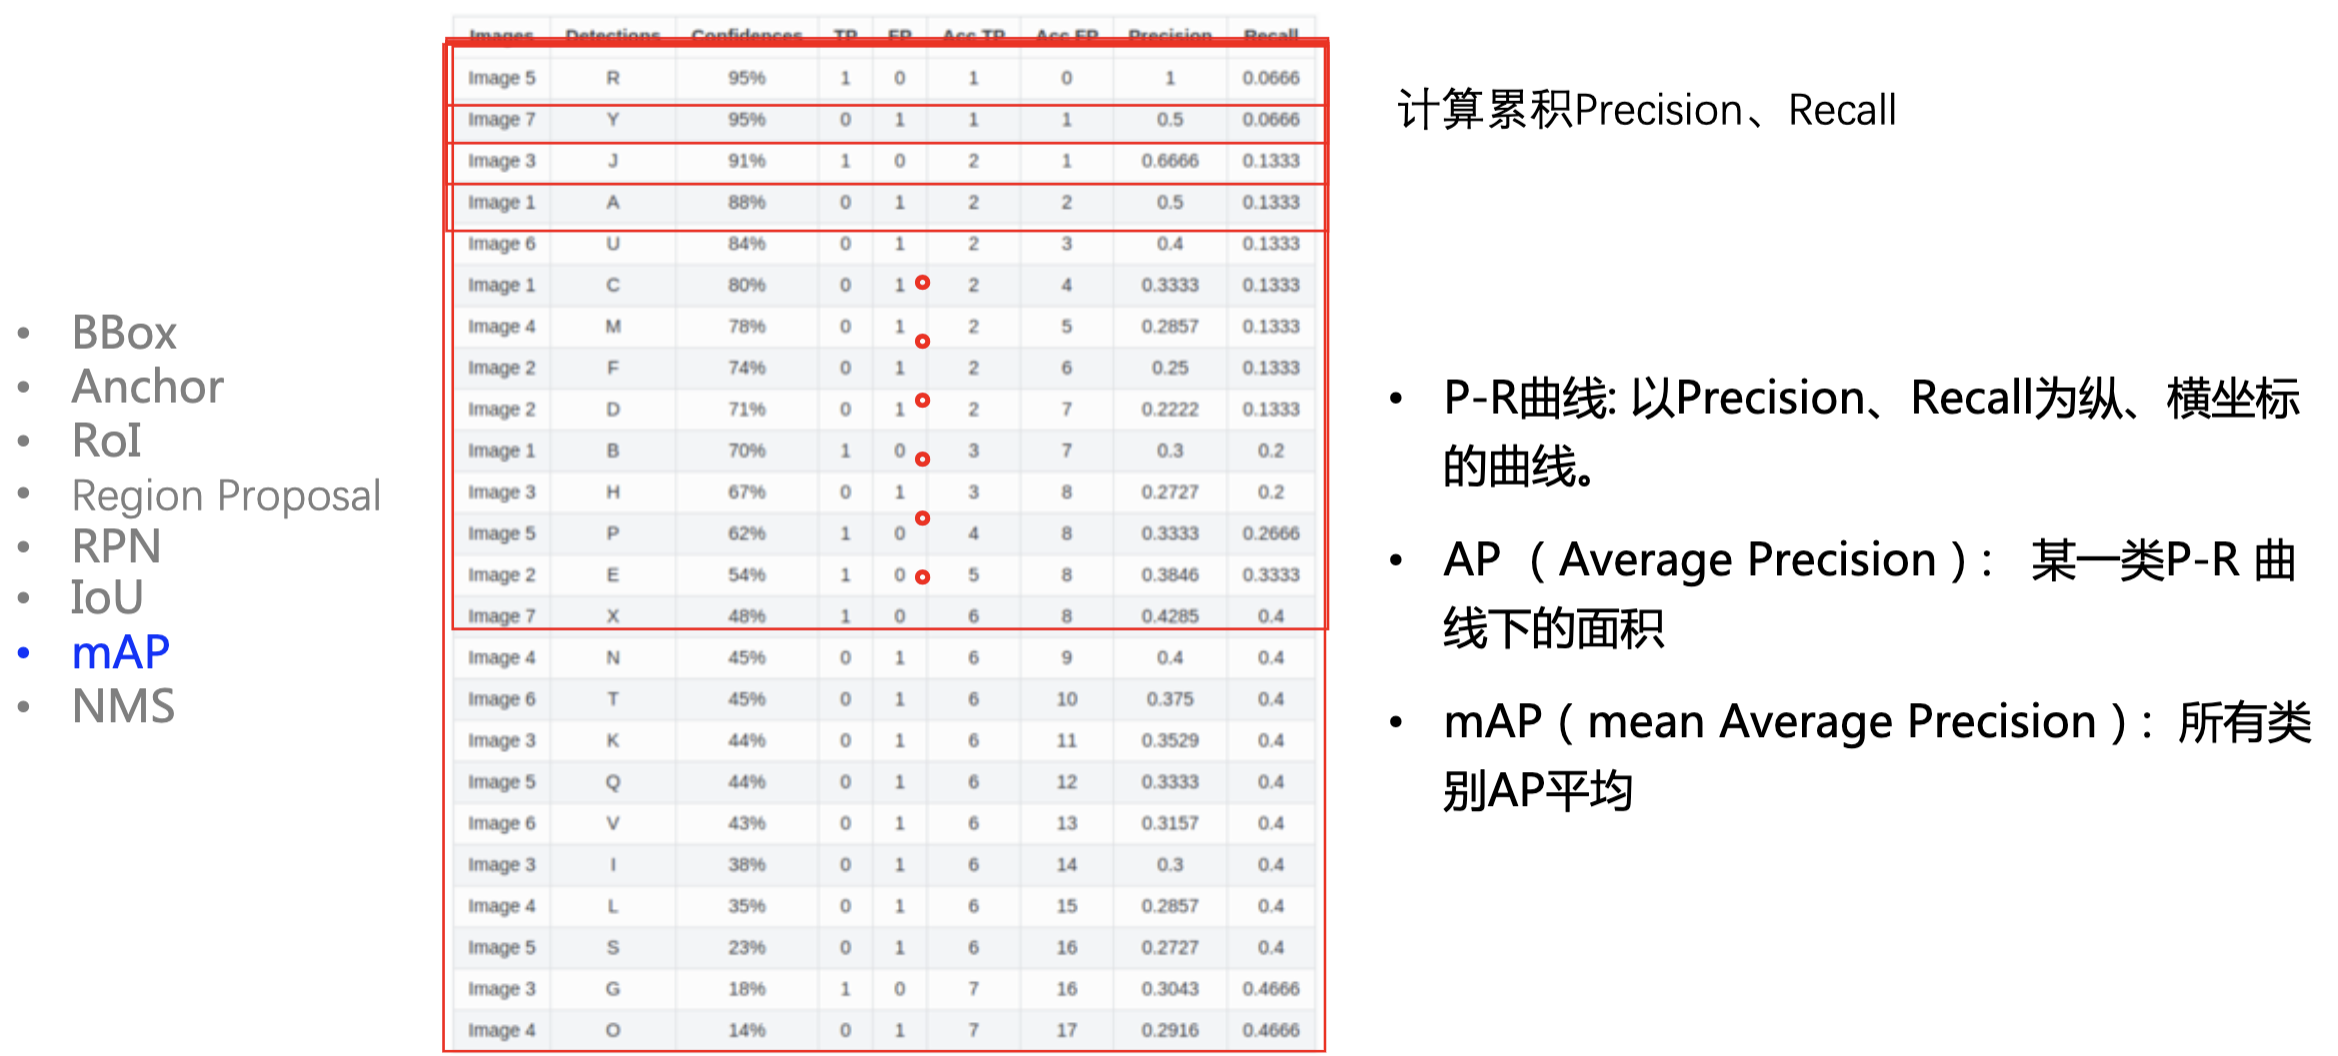 • BBox
• Anchor
• RoI
• Region Proposal
• RPN
• IoU
• mAP
• NMS
Images Detections Confidences TP FP Acc TP Acc FP Precision Recall
Image 5 R 95% 1 0 1 0 1 0.0666
Image 7 Y 95% 0 1 1 1 0.5 0.0666
Image 3 J 91% 1 0 2 1 0.6666 0.1333
Image 1 A 88% 0 1 2 2 0.5 0.1333
Image 6 U 84% 0 1 2 3 0.4 0.1333
Image 1 C 80% 0 1 2 4 0.3333 0.1333
Image 4 M 78% 0 1 2 5 0.2857 0.1333
Image 2 F 74% 0 1 2 6 0.25 0.1333
Image 2 D 71% 0 1 2 7 0.2222 0.1333
Image 1 B 70% 1 0 3 7 0.3 0.2
Image 3 H 67% 0 1 3 8 0.2727 0.2
Image 5 P 62% 1 0 4 8 0.3333 0.2666
Image 2 E 54% 1 0 5 8 0.3846 0.3333
Image 7 X 48% 1 0 6 8 0.4285 0.4
Image 4 N 45% 0 1 6 9 0.4 0.4
Image 6 T 45% 0 1 6 10 0.375 0.4
Image 3 K 44% 0 1 6 11 0.3529 0.4
Image 5 Q 44% 0 1 6 12 0.3333 0.4
Image 6 V 43% 0 1 6 13 0.3157 0.4
Image 3 I 38% 0 1 6 14 0.3 0.4
Image 4 L 35% 0 1 6 15 0.2857 0.4
Image 5 S 23% 0 1 6 16 0.2727 0.4
Image 3 G 18% 1 0 7 16 0.3043 0.4666
Image 4 O 14% 0 1 7 17 0.2916 0.4666
计算累积Precision、Recall
• P-R曲线: 以Precision、Recall为纵、横坐标
的曲线。
• AP（Average Precision）： 某一类P-R 曲
线下的面积
• mAP（mean Average Precision）：所有类
别AP平均